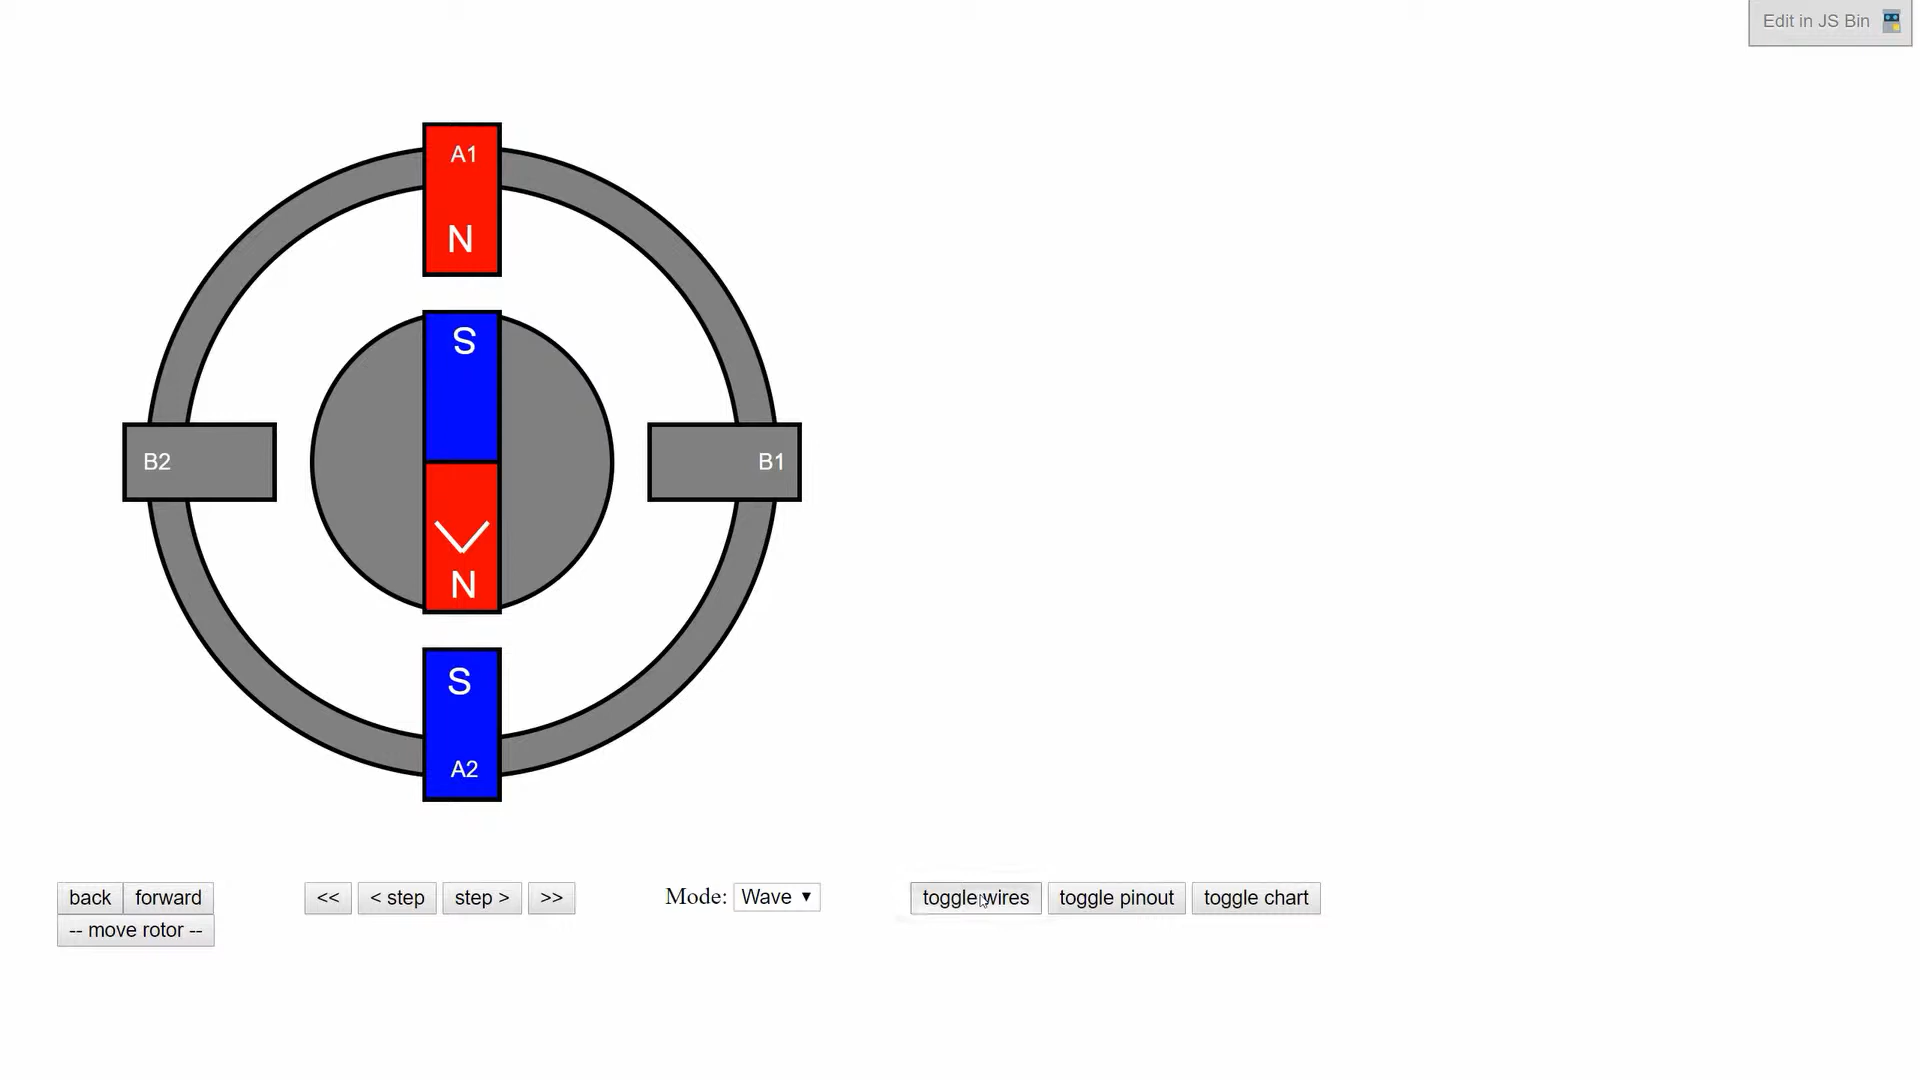 Edit in JS Bin
A1
N
S
B2
B1
N
S
A2
back forward << < step step > >> Mode: Wave ▼ toggle wires toggle pinout toggle chart
-- move rotor --